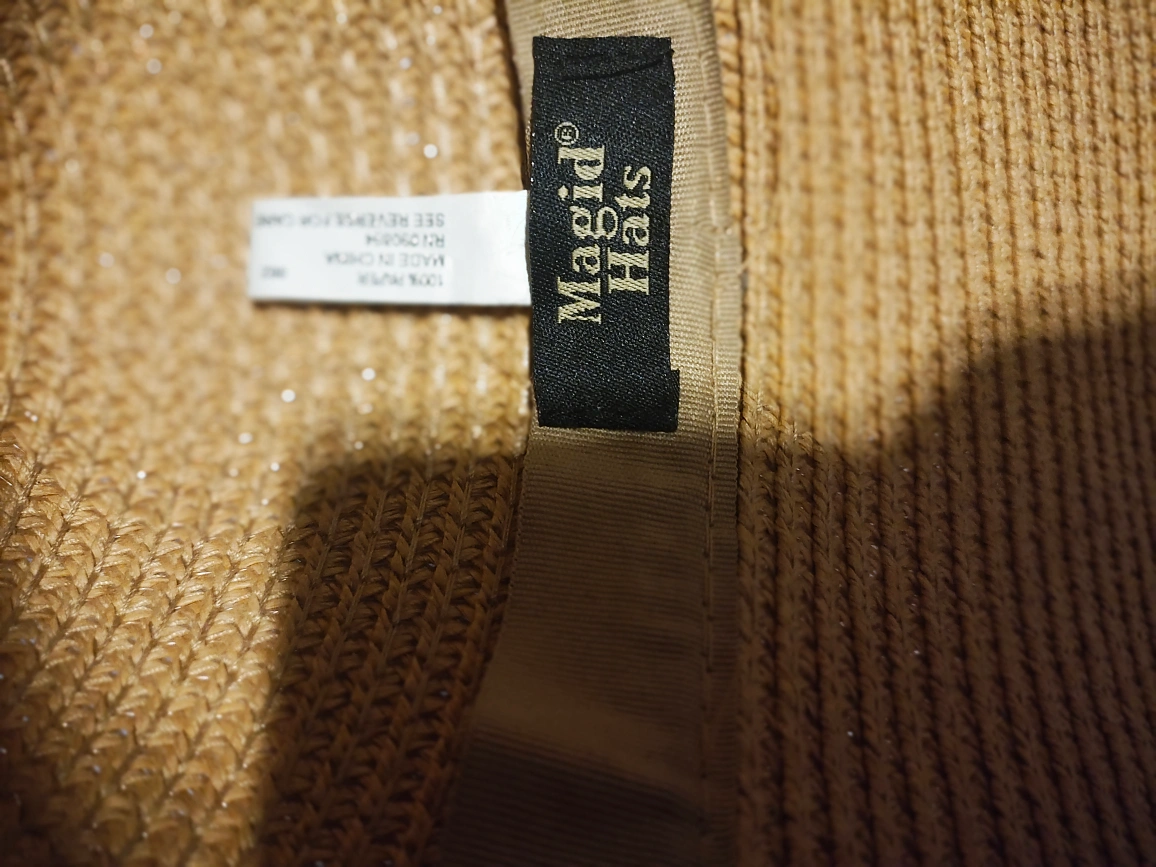 Magid®
Hats
100% PAPER
MADE IN CHINA
SEE REVERSE FOR CARE